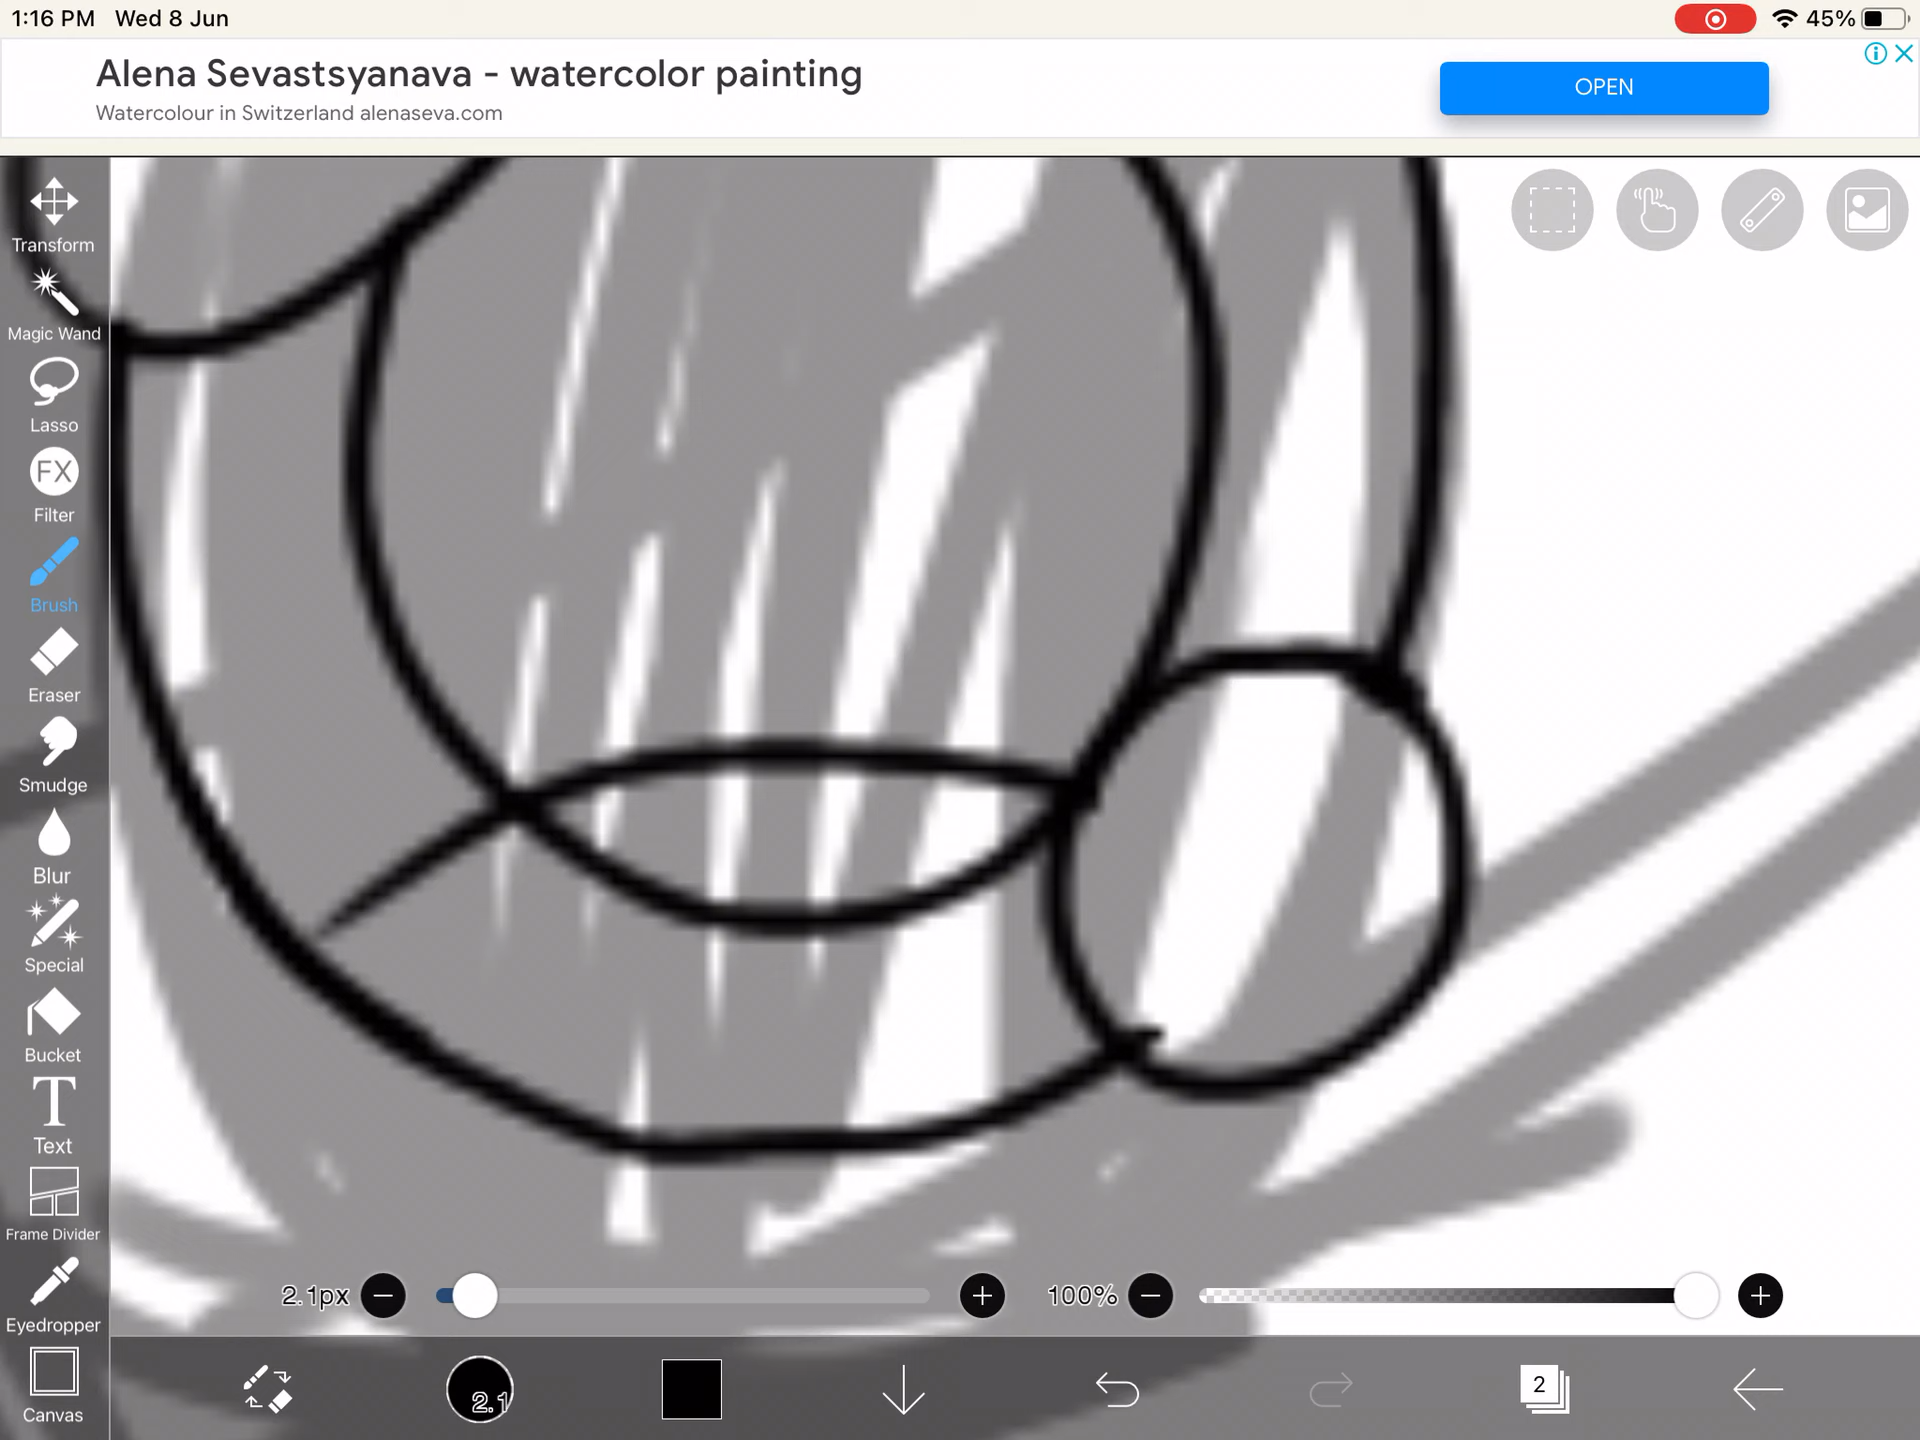 1:16 PM Wed 8 Jun
45%
Alena Sevastsyanava - watercolor painting
Watercolour in Switzerland alenaseva.com
OPEN
Transform
Magic Wand
Lasso
FX
Filter
Brush
Eraser
Smudge
Blur
Special
Bucket
T
Text
Frame Divider
Eyedropper
Canvas
2.1px
100%
2.1
2